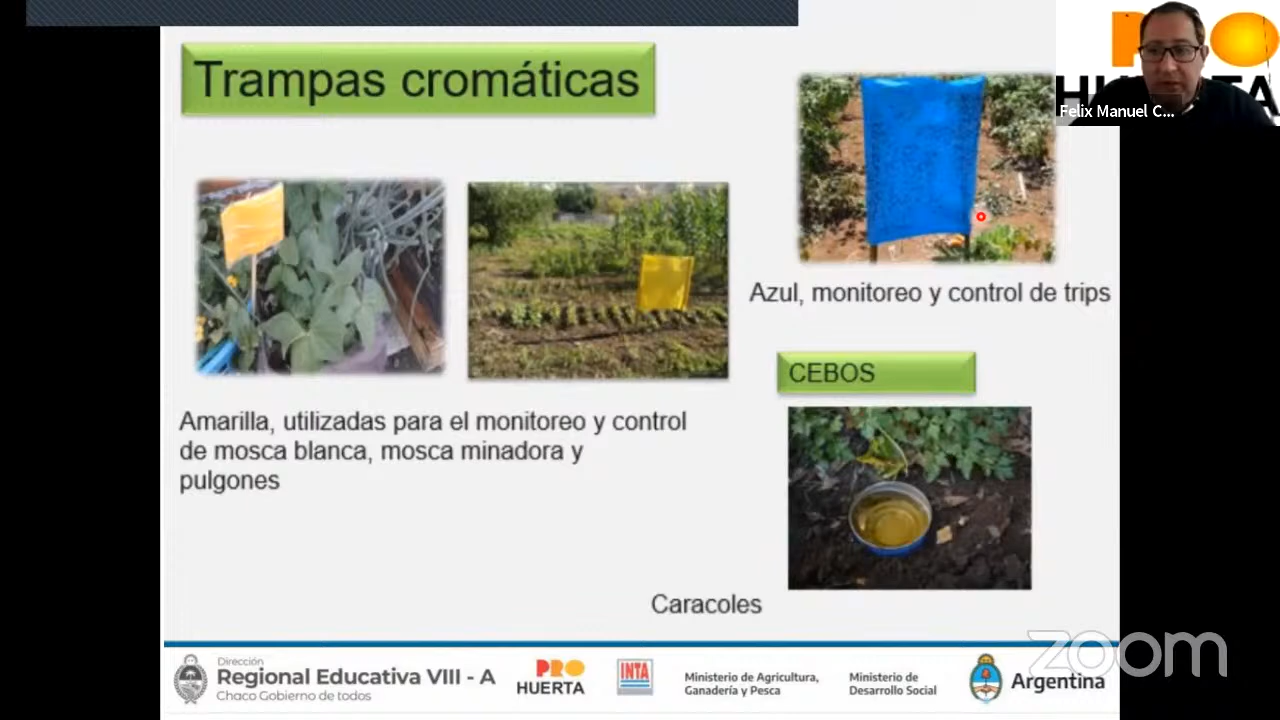 Trampas cromáticas
PRO
HUERTA
Felix Manuel C...
Azul, monitoreo y control de trips
CEBOS
Amarilla, utilizadas para el monitoreo y control
de mosca blanca, mosca minadora y
pulgones
Caracoles
Dirección
Regional Educativa VIII - A
Chaco Gobierno de todos
PRO
HUERTA
INTA
Ministerio de Agricultura,
Ganadería y Pesca
Ministerio de
Desarrollo Social
Argentina
zoom